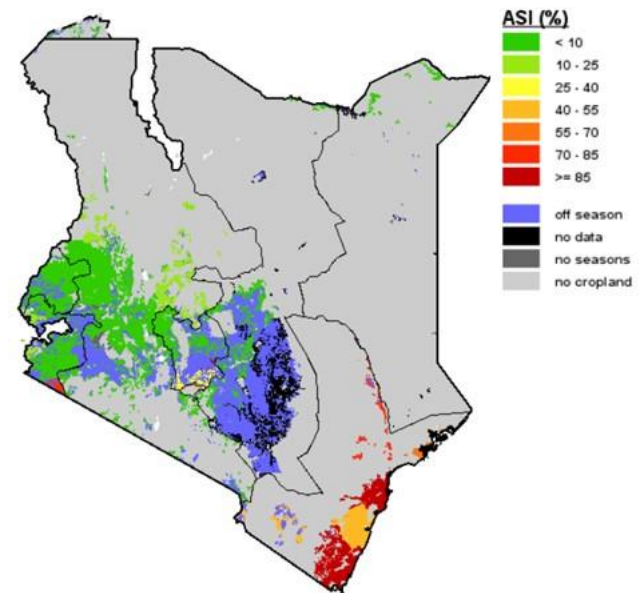 ASI (%)
< 10
10 - 25
25 - 40
40 - 55
55 - 70
70 - 85
>= 85
off season
no data
no seasons
no cropland